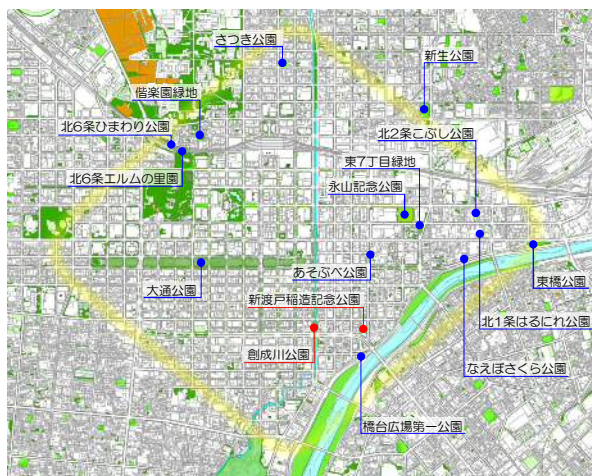 さつき公園
新生公園
偕楽園緑地
北6条ひまわり公園
北2条こぶし公園
東7丁目緑地
北6条エルムの里園
永山記念公園
あそぶべ公園
東橋公園
大通公園
新渡戸稲造記念公園
北1条はるにれ公園
創成川公園
なえぼさくら公園
橋台広場第一公園